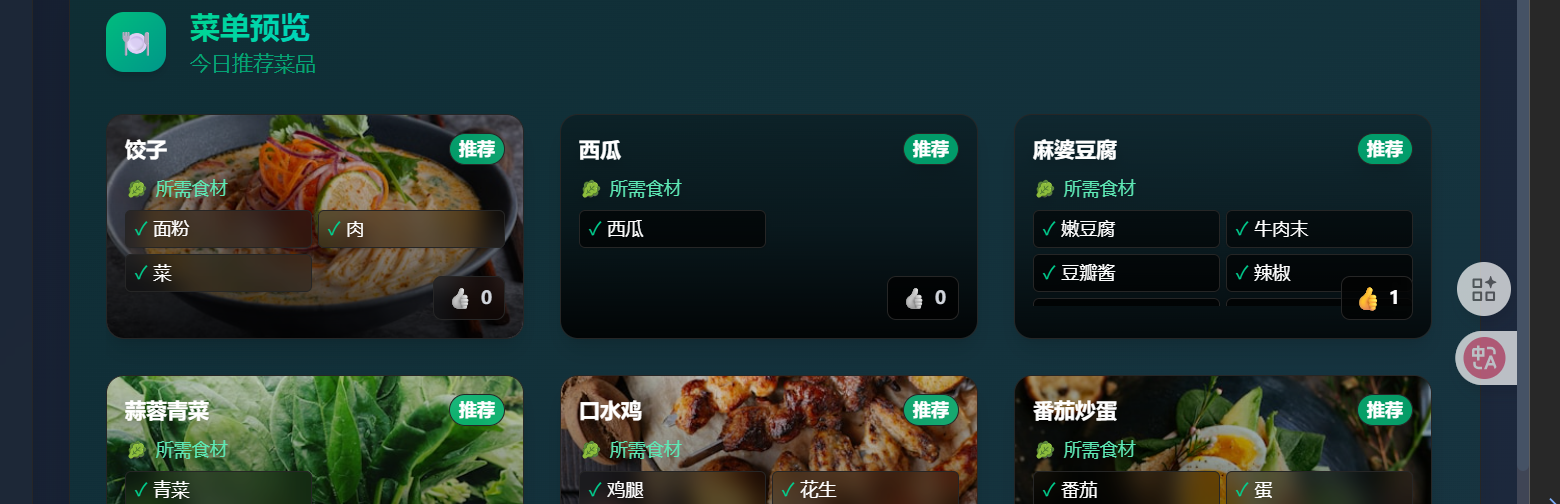 菜单预览
今日推荐菜品
饺子 推荐
所需食材
✓ 面粉 ✓ 肉
✓ 菜
0
西瓜 推荐
所需食材
✓ 西瓜
0
麻婆豆腐 推荐
所需食材
✓ 嫩豆腐 ✓ 牛肉末
✓ 豆瓣酱 ✓ 辣椒
1
蒜蓉青菜 推荐
所需食材
✓ 青菜
口水鸡 推荐
所需食材
✓ 鸡腿 ✓ 花生
番茄炒蛋 推荐
所需食材
✓ 番茄 ✓ 蛋
中A